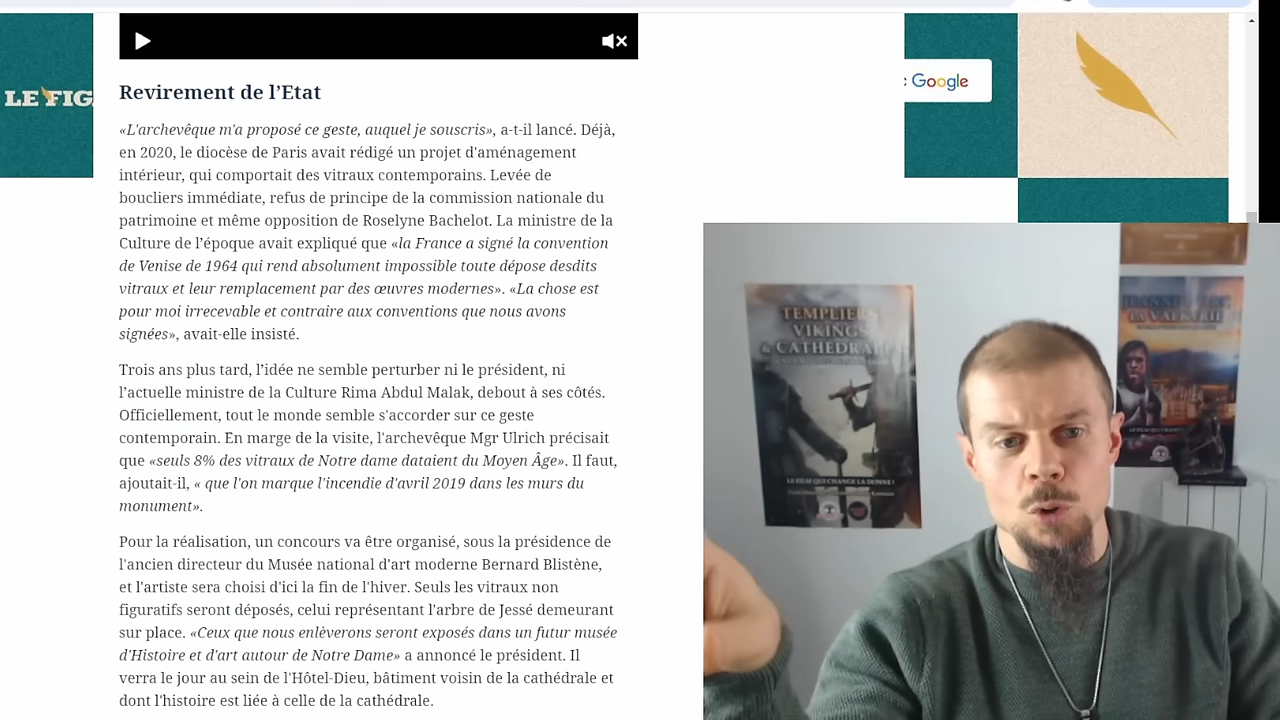 LE FIG
Google
Revirement de l’Etat
«L'archevêque m'a proposé ce geste, auquel je souscris», a-t-il lancé. Déjà,
en 2020, le diocèse de Paris avait rédigé un projet d'aménagement
intérieur, qui comportait des vitraux contemporains. Levée de
boucliers immédiate, refus de principe de la commission nationale du
patrimoine et même opposition de Roselyne Bachelot. La ministre de la
Culture de l’époque avait expliqué que «la France a signé la convention
de Venise de 1964 qui rend absolument impossible toute dépose desdits
vitraux et leur remplacement par des œuvres modernes». «La chose est
pour moi irrecevable et contraire aux conventions que nous avons
signées», avait-elle insisté.
Trois ans plus tard, l’idée ne semble perturber ni le président, ni
l’actuelle ministre de la Culture Rima Abdul Malak, debout à ses côtés.
Officiellement, tout le monde semble s'accorder sur ce geste
contemporain. En marge de la visite, l'archevêque Mgr Ulrich précisait
que «seuls 8% des vitraux de Notre dame dataient du Moyen Âge». Il faut,
ajoutait-il, « que l'on marque l'incendie d'avril 2019 dans les murs du
monument».
Pour la réalisation, un concours va être organisé, sous la présidence de
l'ancien directeur du Musée national d'art moderne Bernard Blistène,
et l'artiste sera choisi d'ici la fin de l'hiver. Seuls les vitraux non
figuratifs seront déposés, celui représentant l'arbre de Jessé demeurant
sur place. «Ceux que nous enlèverons seront exposés dans un futur musée
d'Histoire et d'art autour de Notre Dame» a annoncé le président. Il
verra le jour au sein de l'Hôtel-Dieu, bâtiment voisin de la cathédrale et
dont l'histoire est liée à celle de la cathédrale.
TEMPLIERS
VIKINGS
& CATHÉDRALE
LE FILM QUI CHANGE LA DONNE !
LA VALKYRIE